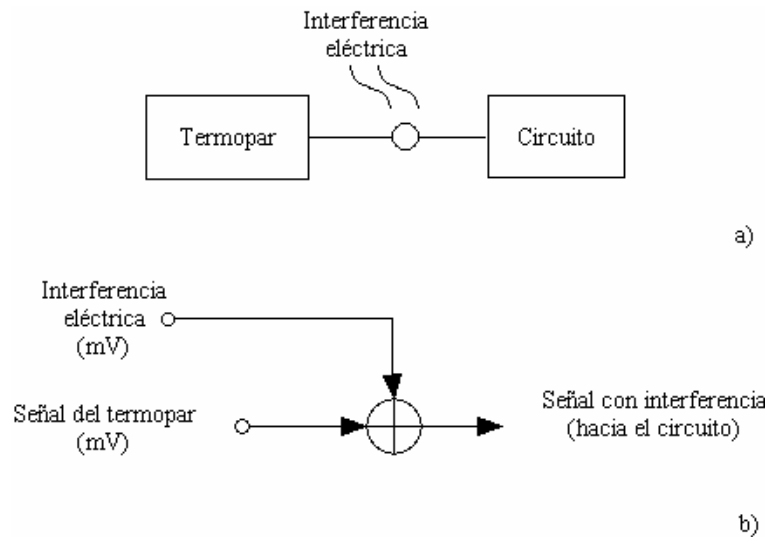 Interferencia
eléctrica
Termopar
Circuito
a)
Interferencia
eléctrica
(mV)
Señal del termopar
(mV)
Señal con interferencia
(hacia el circuito)
b)